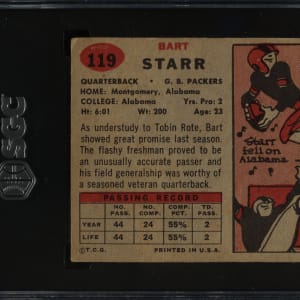 SGC
119
BART
STARR
QUARTERBACK • G. B. PACKERS
HOME: Montgomery, Alabama
COLLEGE: Alabama Yrs. Pro: 2
Ht: 6:01 Wt: 200 Age: 23
As understudy to Tobin Rote, Bart
showed great promise last season.
The flashy freshman proved to be
an unusually accurate passer and
his field generalship was worthy of
a seasoned veteran quarterback.
PASSING RECORD
NO. PASS. NO. COM. COMP. PCT. TD. PASS.
YEAR 44 24 55% 2
LIFE 44 24 55% 2
©T.C.G. PRINTED IN U.S.A.
Starr
fell on
Alabama